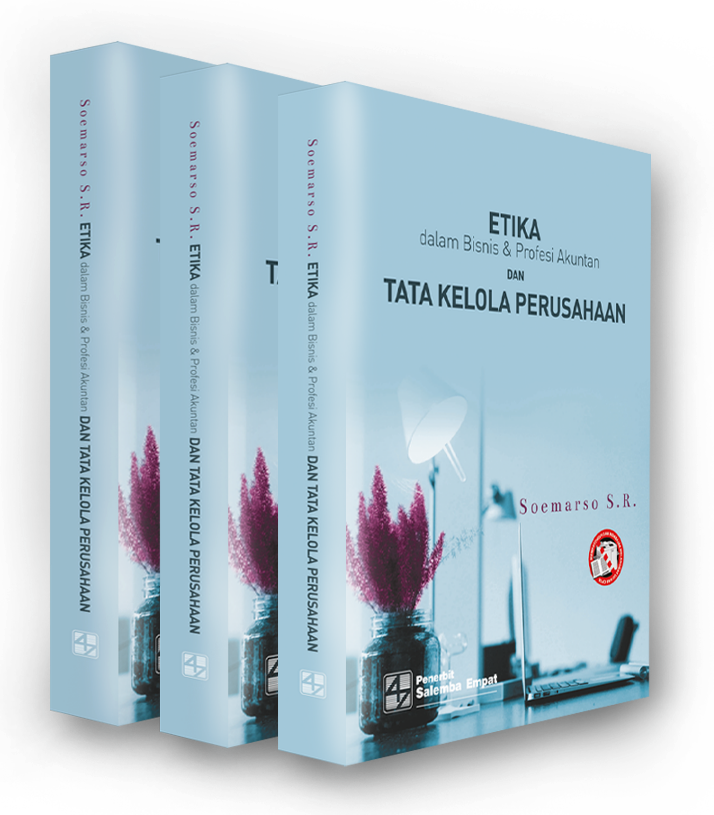 Soemarso S.R. ETIKA dalam Bisnis & Profesi Akuntan DAN TATA KELOLA PERUSAHAAN
Soemarso S.R. ETIKA dalam Bisnis & Profesi Akuntan DAN TATA KELOLA PERUSAHAAN
Soemarso S.R. ETIKA dalam Bisnis & Profesi Akuntan DAN TATA KELOLA PERUSAHAAN
ETIKA
dalam Bisnis & Profesi Akuntan
DAN
TATA KELOLA PERUSAHAAN
Soemarso S.R.
Penerbit
Salemba Empat